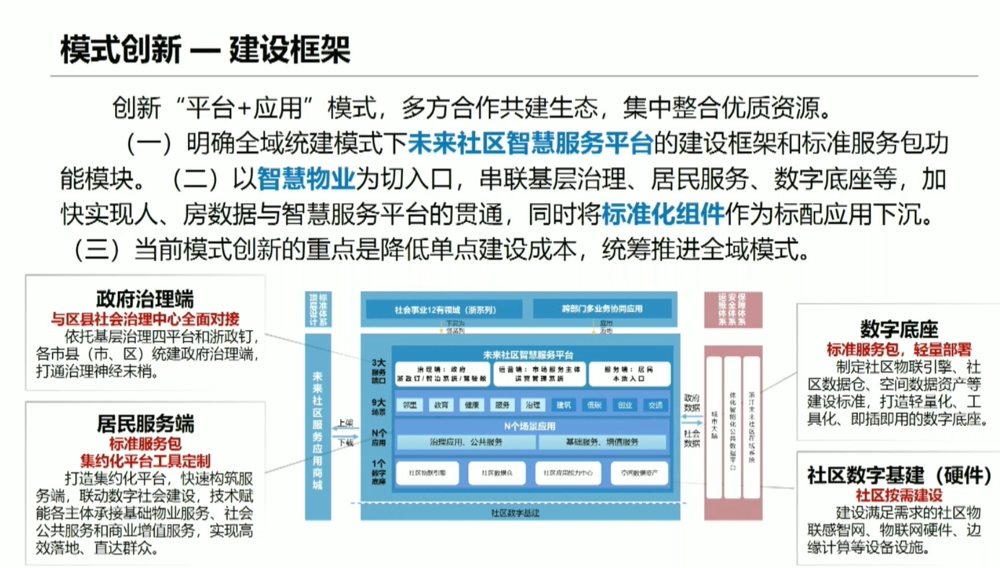 模式创新 — 建设框架
创新“平台+应用”模式，多方合作共建生态，集中整合优质资源。
（一）明确全域统建模式下未来社区智慧服务平台的建设框架和标准服务包功
能模块。（二）以智慧物业为切入口，串联基层治理、居民服务、数字底座等，加
快实现人、房数据与智慧服务平台的贯通，同时将标准化组件作为标配应用下沉。
（三）当前模式创新的重点是降低单点建设成本，统筹推进全域模式。
政府治理端
与区县社会治理中心全面对接
依托基层治理四平台和浙政钉，
各市县（市、区）统建政府治理端，
打通治理神经末梢。
居民服务端
标准服务包
集约化平台工具定制
打造集约化平台，快速构筑服
务端，联动数字社会建设，技术赋
能各主体承接基础物业服务、社会
公共服务和商业增值服务，实现高
效落地、直达群众。
顶层设计
标准体系
未来社区服务应用商城
上架
下载
社会事业12有领域（浙系列）
跨部门多业务协同应用
下沉为
邻系列
应用
落地
未来社区智慧服务平台
3大
服务
端口
治理端：政府
浙政钉/智治系统/驾驶舱
运营端：市场服务主体
运营管理系统
服务端：居民
本地入口
9大
场景
邻里
教育
健康
服务
治理
建筑
低碳
创业
交通
N个
应用
N个场景应用
治理应用、公共服务
基础服务、增值服务
1个
数字
底座
社区物联引擎
社区数据仓
社区应用能力中心
空间数据资产
社区数字基建
政府
数据
社会
数据
运维体系
安全体系
保障体系
城市大脑
体化智能化公共数据平台
浙江未来社区在线系统
数字底座
标准服务包，轻量部署
制定社区物联引擎、社
区数据仓、空间数据资产等
建设标准，打造轻量化、工
具化、即插即用的数字底座。
社区数字基建（硬件）
社区按需建设
建设满足需求的社区物
联感智网、物联网硬件、边
缘计算等设备设施。